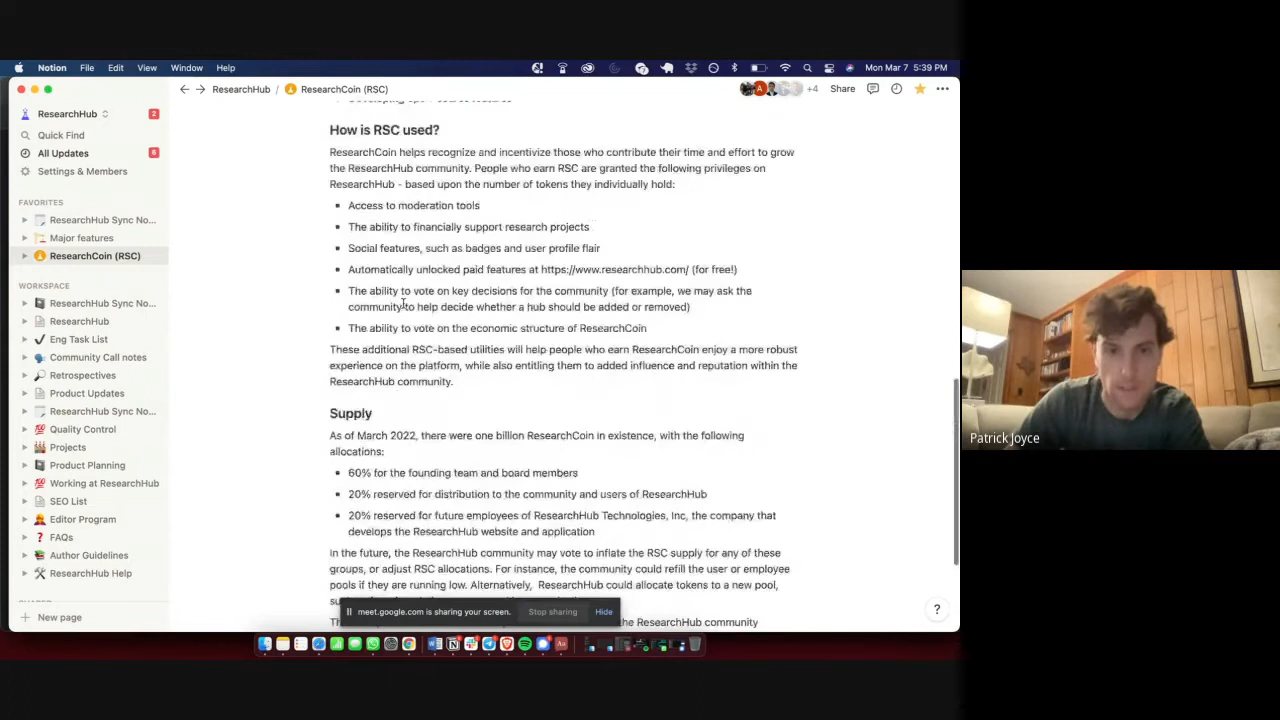 Notion File Edit View Window Help Mon Mar 7 5:39 PM
ResearchHub / ResearchCoin (RSC) A +4 Share
ResearchHub 2
Quick Find
All Updates 6
Settings & Members
FAVORITES
ResearchHub Sync No...
Major features
ResearchCoin (RSC)
WORKSPACE
ResearchHub Sync No...
ResearchHub
Eng Task List
Community Call notes
Retrospectives
Product Updates
ResearchHub Sync No...
Quality Control
Projects
Product Planning
Working at ResearchHub
SEO List
Editor Program
FAQs
Author Guidelines
ResearchHub Help
New page
How is RSC used?
ResearchCoin helps recognize and incentivize those who contribute their time and effort to grow
the ResearchHub community. People who earn RSC are granted the following privileges on
ResearchHub - based upon the number of tokens they individually hold:
Access to moderation tools
The ability to financially support research projects
Social features, such as badges and user profile flair
Automatically unlocked paid features at https://www.researchhub.com/ (for free!)
The ability to vote on key decisions for the community (for example, we may ask the
community to help decide whether a hub should be added or removed)
The ability to vote on the economic structure of ResearchCoin
These additional RSC-based utilities will help people who earn ResearchCoin enjoy a more robust
experience on the platform, while also entitling them to added influence and reputation within the
ResearchHub community.
Supply
As of March 2022, there were one billion ResearchCoin in existence, with the following
allocations:
60% for the founding team and board members
20% reserved for distribution to the community and users of ResearchHub
20% reserved for future employees of ResearchHub Technologies, Inc, the company that
develops the ResearchHub website and application
In the future, the ResearchHub community may vote to inflate the RSC supply for any of these
groups, or adjust RSC allocations. For instance, the community could refill the user or employee
pools if they are running low. Alternatively, ResearchHub could allocate tokens to a new pool,
the ResearchHub community
meet.google.com is sharing your screen. Stop sharing Hide
?
Patrick Joyce